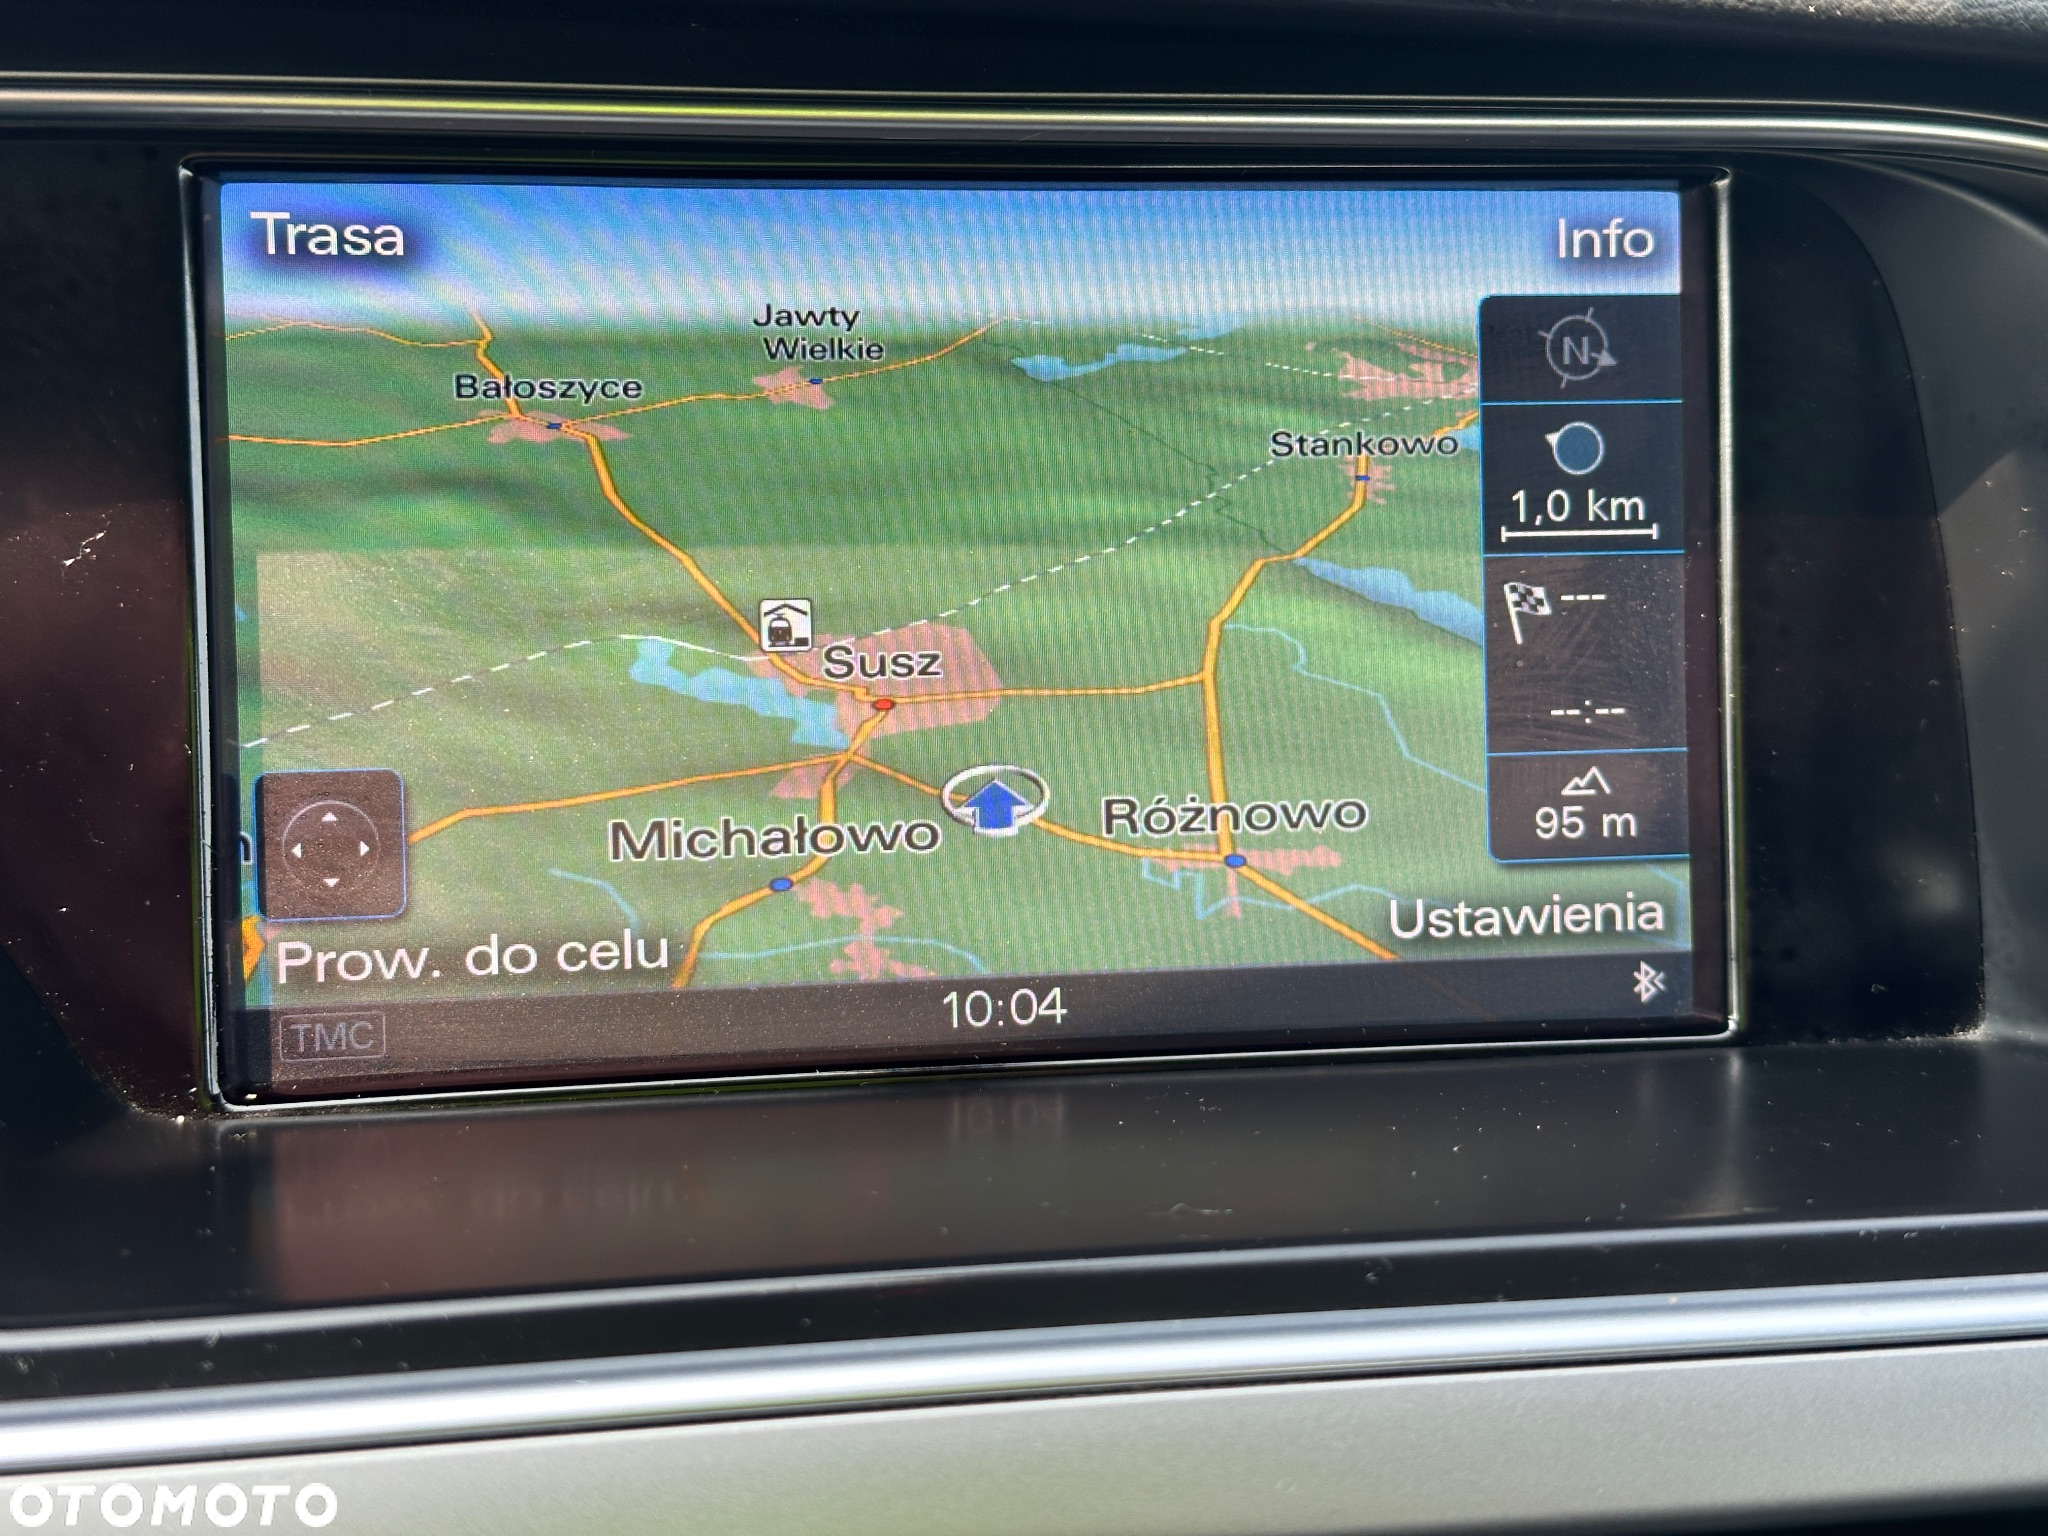 Trasa
Info
Jawty
Wielkie
N
Bałoszyce
Stankowo
1,0 km
---
Susz
--:--
95 m
Michałowo
Różnowo
Ustawienia
Prow. do celu
10:04
TMC
OTOMOTO